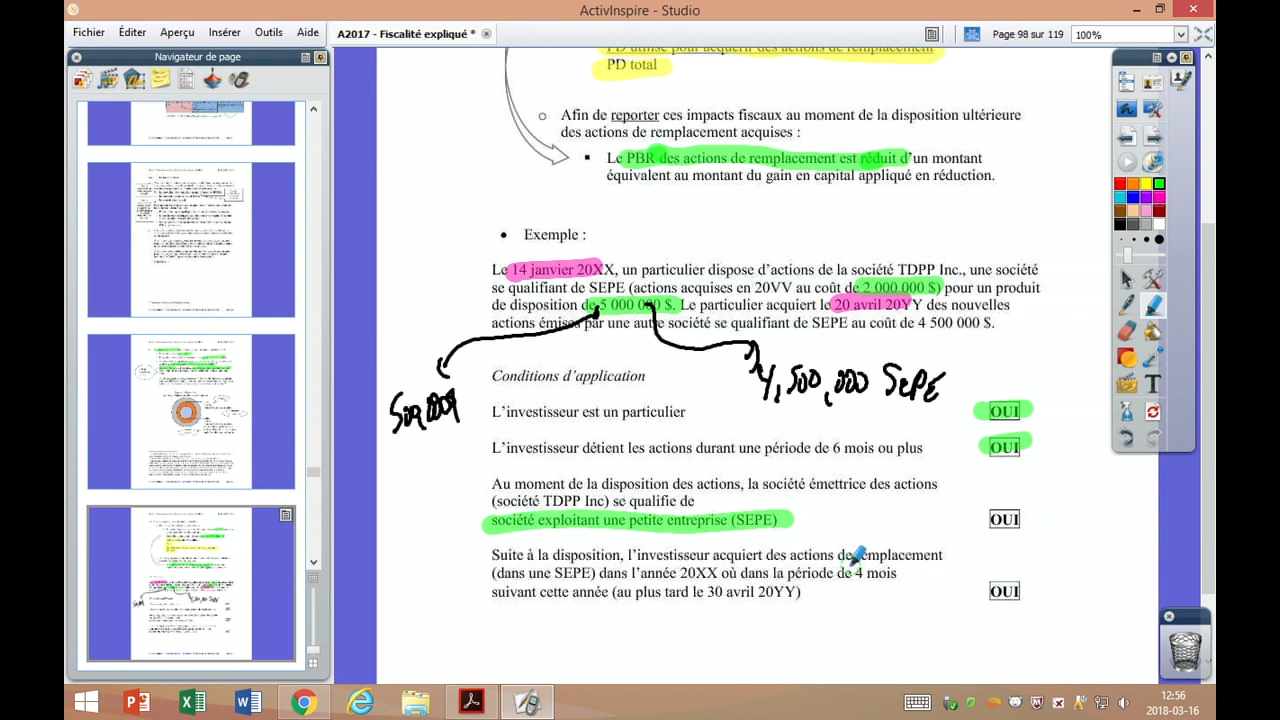 ActivInspire - Studio
Fichier Éditer Aperçu Insérer Outils Aide
A2017 - Fiscalité expliqué *
Page 98 sur 119
100%
Navigateur de page
PD utilisé pour acquérir des actions de remplacement
PD total
o Afin de reporter ces impacts fiscaux au moment de la disposition ultérieure
des actions de remplacement acquises :
▪ Le PBR des actions de remplacement est réduit d'un montant
équivalent au montant du gain en capital appliqué en réduction.
• Exemple :
Le 14 janvier 20XX, un particulier dispose d'actions de la société TDPP Inc., une société
se qualifiant de SEPE (actions acquises en 20VV au coût de 2 000 000 $) pour un produit
de disposition de 5 000 000 $. Le particulier acquiert le 20 avril 20YY des nouvelles
actions émises par une autre société se qualifiant de SEPE au coût de 4 500 000 $.
500,000
4,500,000 SEPE
Conditions d'application
L'investisseur est un particulier OUI
L'investisseur détient les actions durant une période de 6 mois ou plus OUI
Au moment de la disposition des actions, la société émettrice des actions
(société TDPP Inc) se qualifie de
société exploitant une petite entreprise (SEPE) OUI
Suite à la disposition, l'investisseur acquiert des actions de remplacement
(dans une SEPE) dans l'année 20XX où dans la période de 4 mois
suivant cette année (au plus tard le 30 avril 20YY) OUI
12:56
2018-03-16